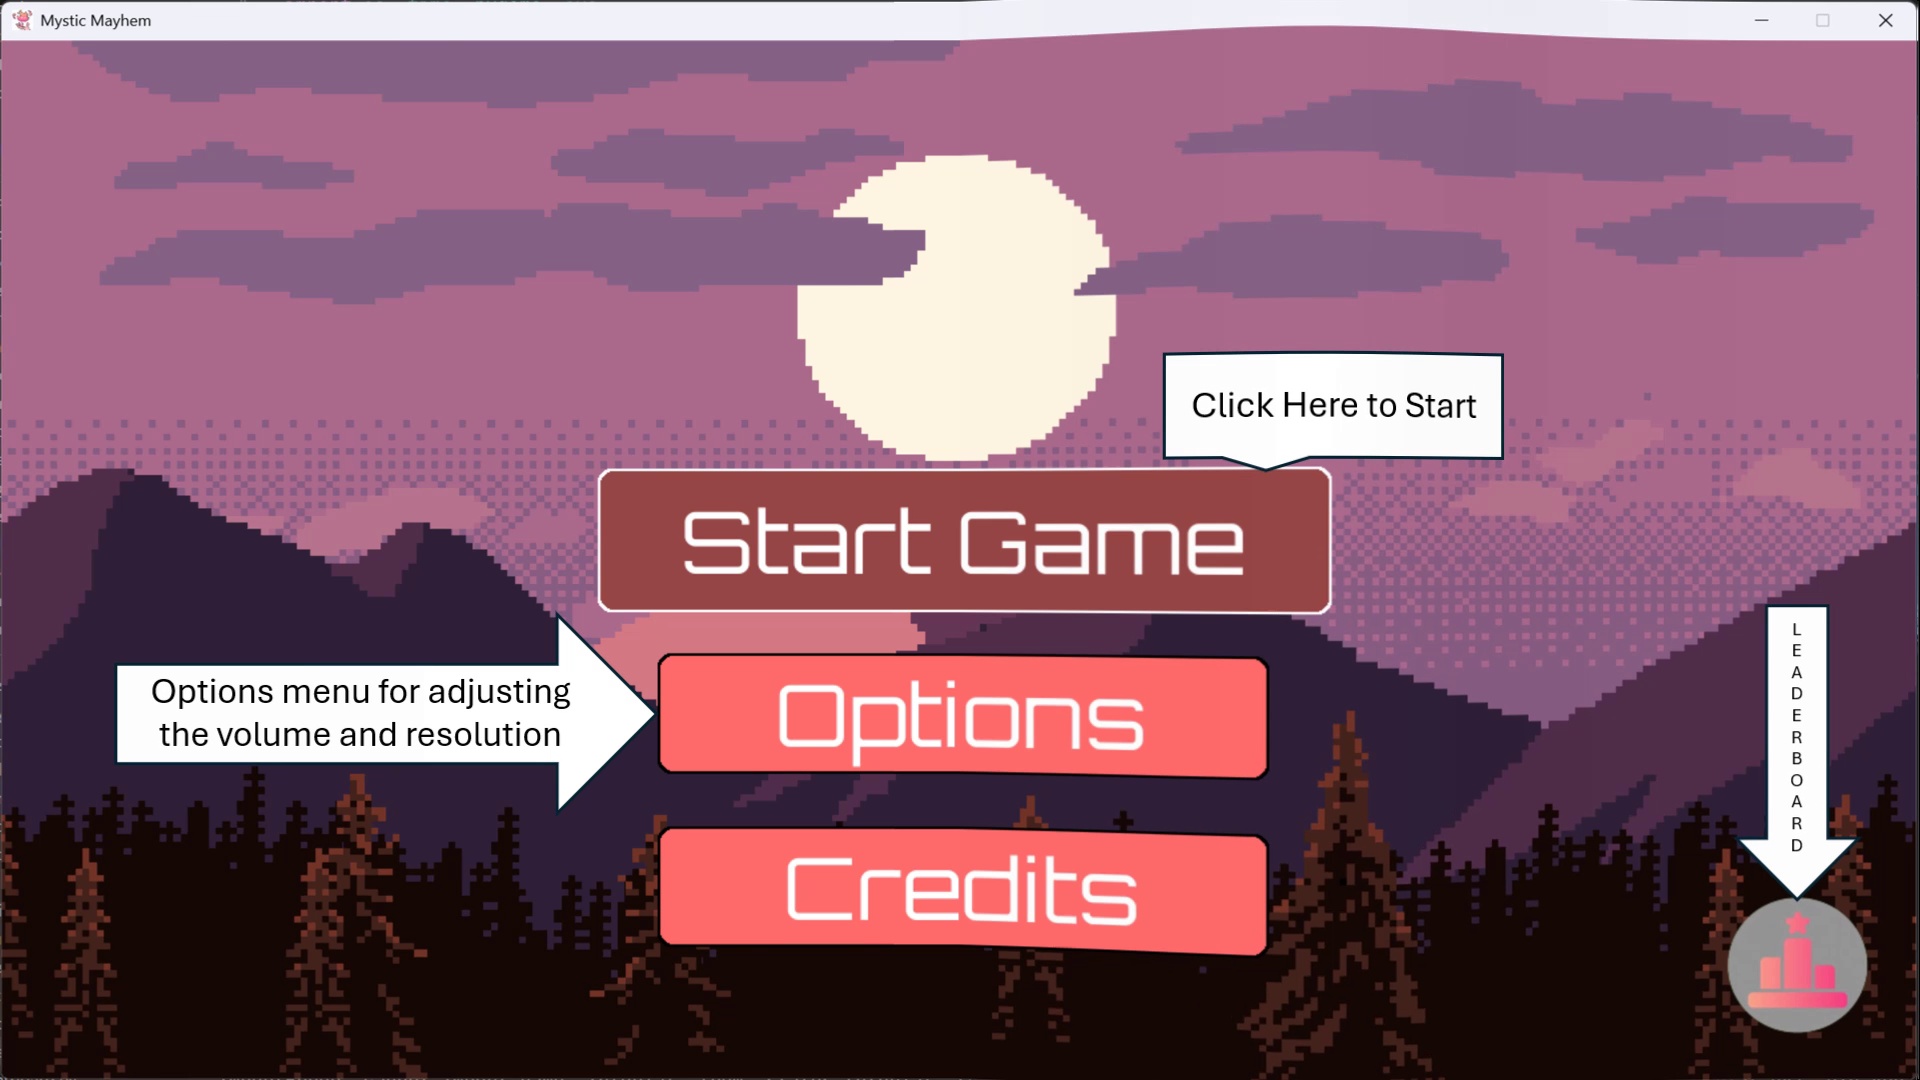 Mystic Mayhem
Click Here to Start
Start Game
Options menu for adjusting
the volume and resolution
Options
Credits
L
E
A
D
E
R
B
O
A
R
D